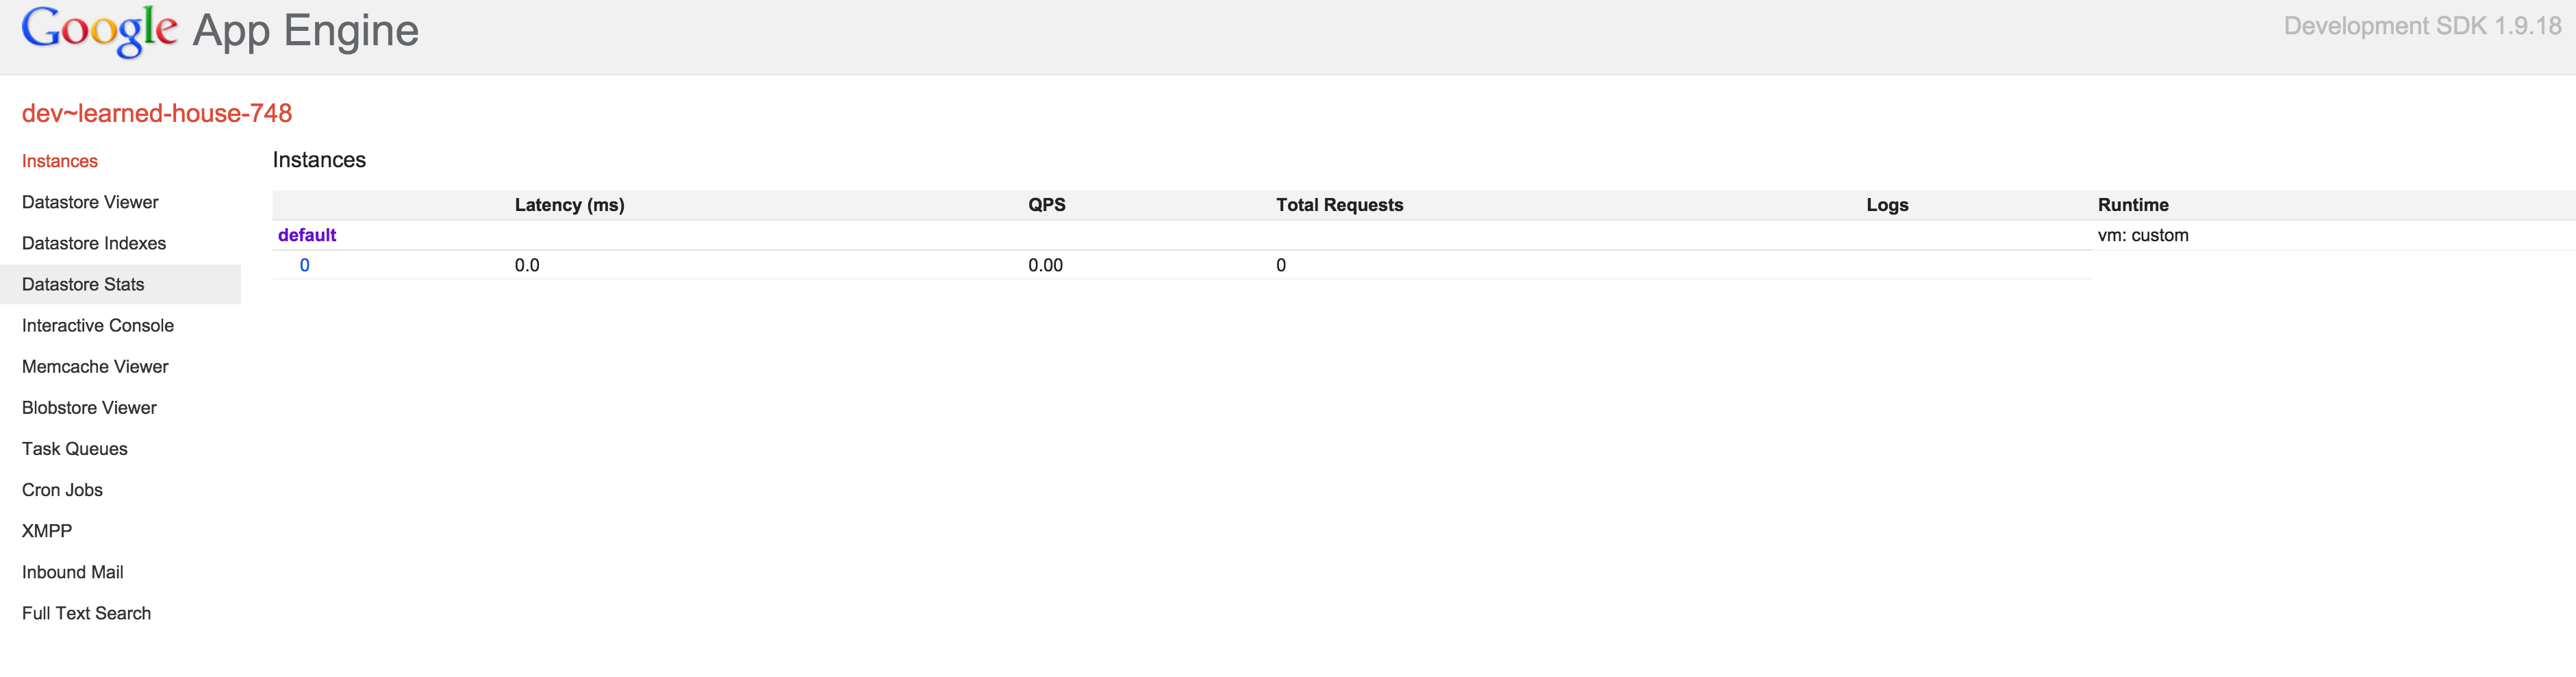 Google App Engine
Development SDK 1.9.18
dev~learned-house-748
Instances
Datastore Viewer
Datastore Indexes
Datastore Stats
Interactive Console
Memcache Viewer
Blobstore Viewer
Task Queues
Cron Jobs
XMPP
Inbound Mail
Full Text Search
Instances
Latency (ms) QPS Total Requests Logs Runtime
default vm: custom
0 0.0 0.00 0